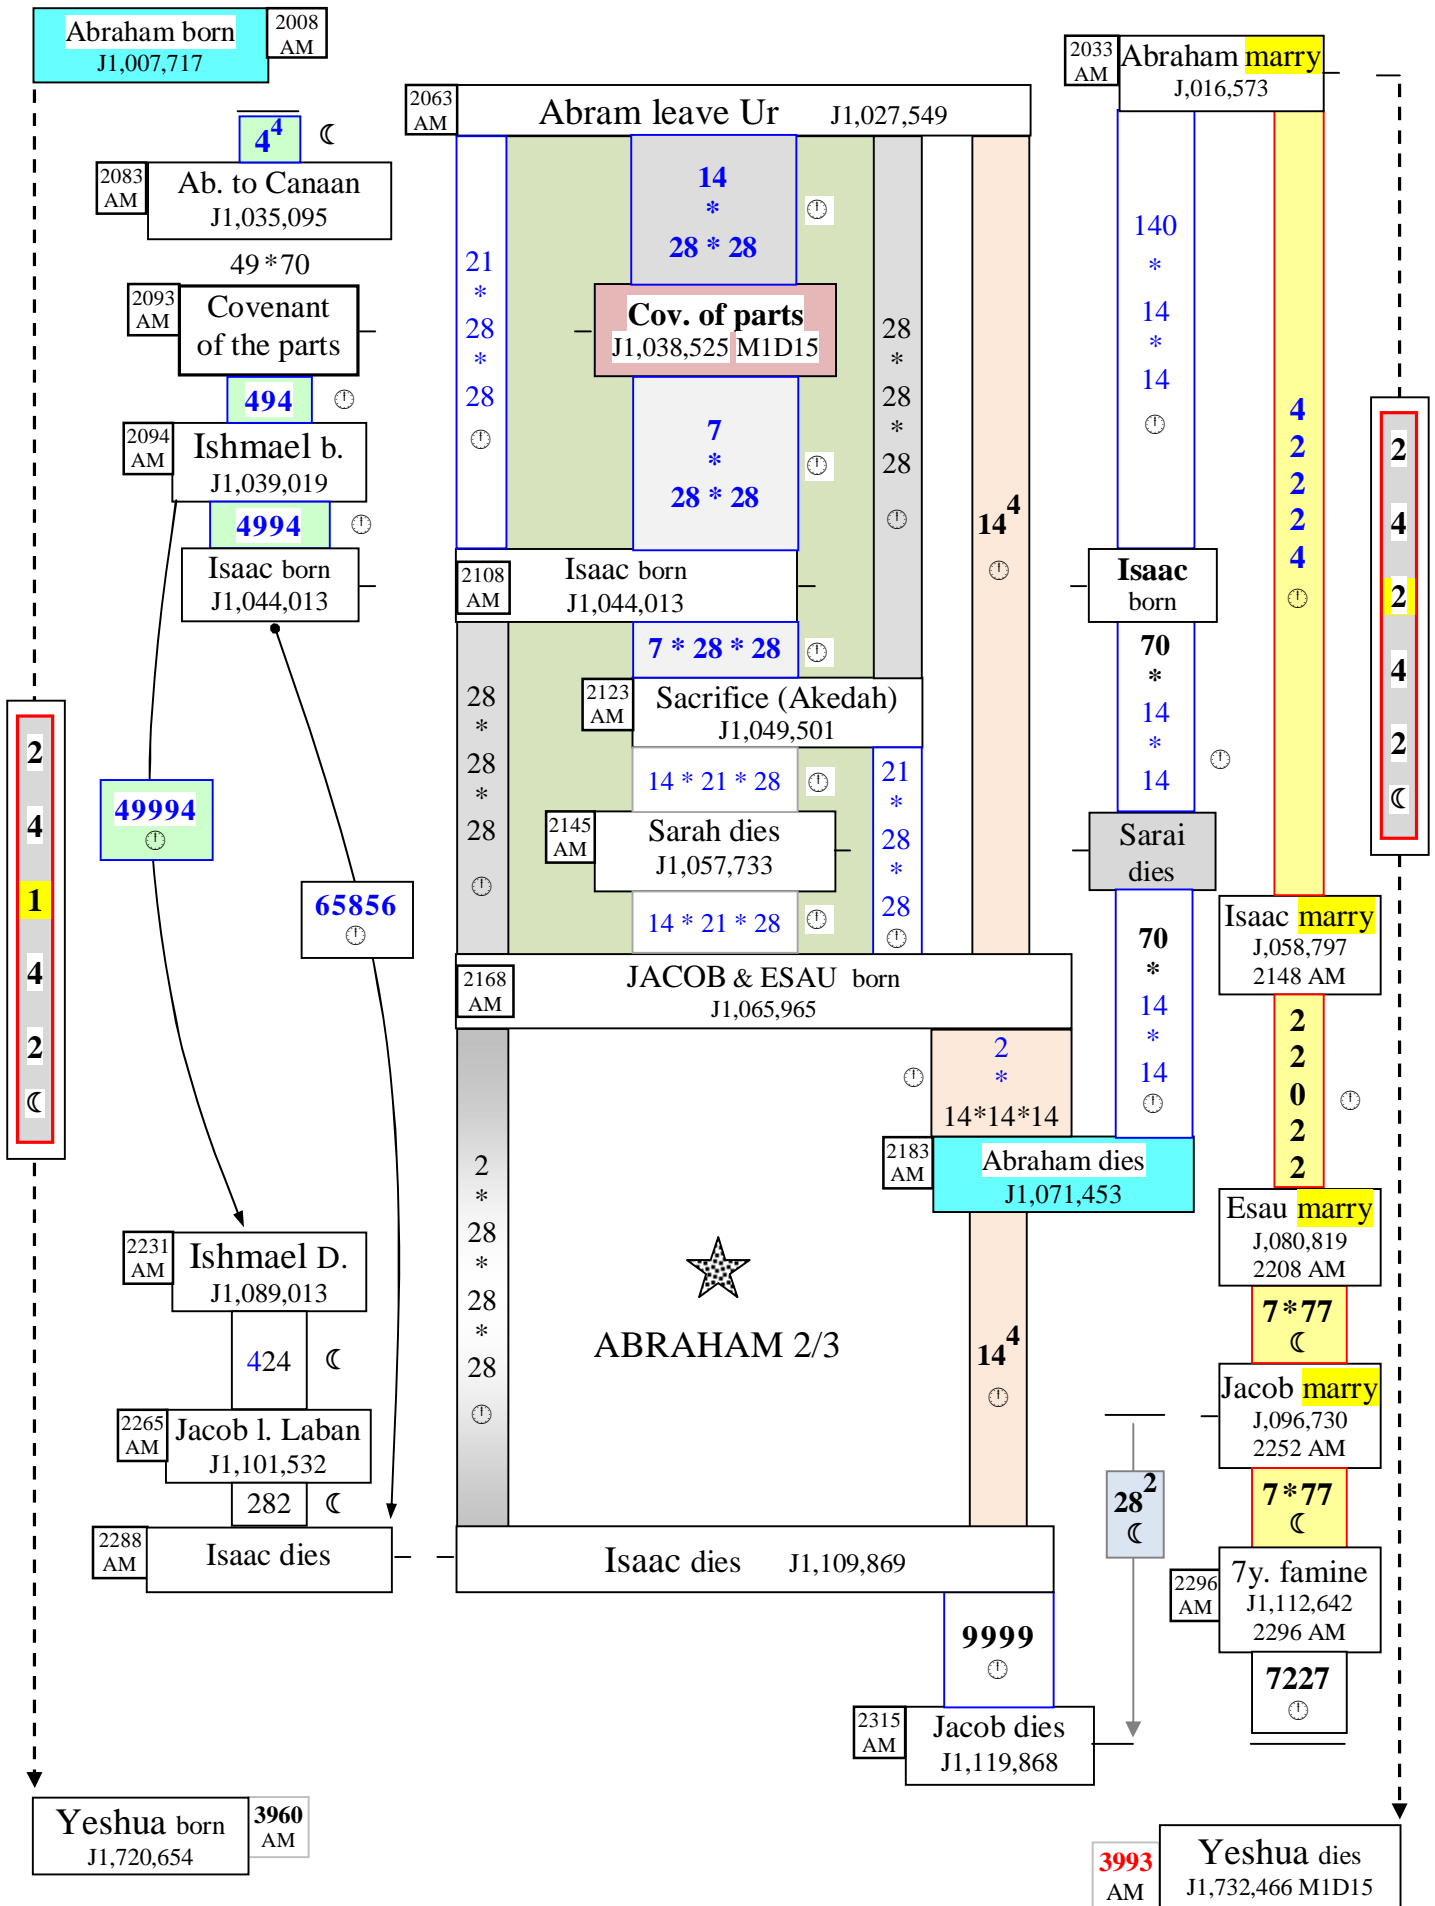 Abraham born
J1,007,717
2008
AM
4⁴ ☾
2083
AM
Ab. to Canaan
J1,035,095
49*70
2093
AM
Covenant
of the parts
494
2094
AM
Ishmael b.
J1,039,019
4994
Isaac born
J1,044,013
49994
65856
2
4
1
4
2
☾
2231
AM
Ishmael D.
J1,089,013
424 ☾
2265
AM
Jacob l. Laban
J1,101,532
282 ☾
2288
AM
Isaac dies
Yeshua born
J1,720,654
3960
AM
2063
AM
Abram leave Ur J1,027,549
21
*
28
*
28
14
*
28 * 28
Cov. of parts
J1,038,525 M1D15
7
*
28 * 28
28
*
28
*
28
14⁴
2108
AM
Isaac born
J1,044,013
7 * 28 * 28
28
*
28
*
28
2123
AM
Sacrifice (Akedah)
J1,049,501
14 * 21 * 28
21
*
28
*
28
2145
AM
Sarah dies
J1,057,733
14 * 21 * 28
2168
AM
JACOB & ESAU born
J1,065,965
2
*
14*14*14
2183
AM
Abraham dies
J1,071,453
2
*
28
*
28
*
28
ABRAHAM 2/3
14⁴
Isaac dies J1,109,869
9999
2315
AM
Jacob dies
J1,119,868
2033
AM
Abraham marry
J,016,573
140
*
14
*
14
4
2
2
2
4
Isaac
born
70
*
14
*
14
Sarai
dies
70
*
14
*
14
Isaac marry
J,058,797
2148 AM
2
2
0
2
2
Esau marry
J,080,819
2208 AM
7*77
☾
Jacob marry
J,096,730
2252 AM
28²
☾
7*77
☾
2296
AM
7y. famine
J1,112,642
2296 AM
7227
2
4
2
4
2
☾
3993
AM
Yeshua dies
J1,732,466 M1D15